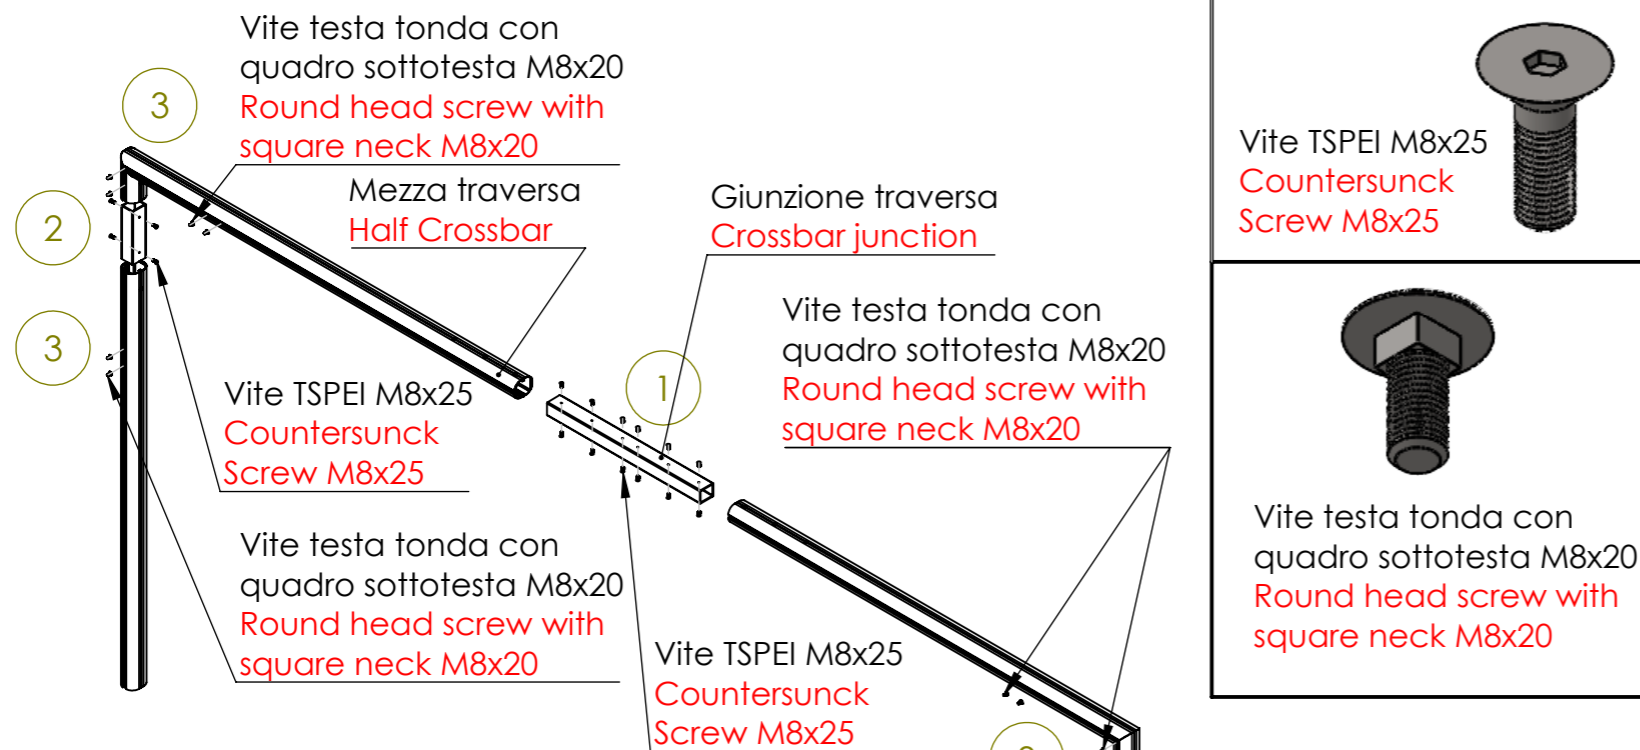 Vite testa tonda con
quadro sottotesta M8x20
Round head screw with
square neck M8x20
3
Mezza traversa
Half Crossbar
Giunzione traversa
Crossbar junction
2
Vite testa tonda con
quadro sottotesta M8x20
Round head screw with
square neck M8x20
3
1
Vite TSPEI M8x25
Countersunck
Screw M8x25
Vite testa tonda con
quadro sottotesta M8x20
Round head screw with
square neck M8x20
Vite TSPEI M8x25
Countersunck
Screw M8x25
Vite TSPEI M8x25
Countersunck
Screw M8x25
Vite testa tonda con
quadro sottotesta M8x20
Round head screw with
square neck M8x20